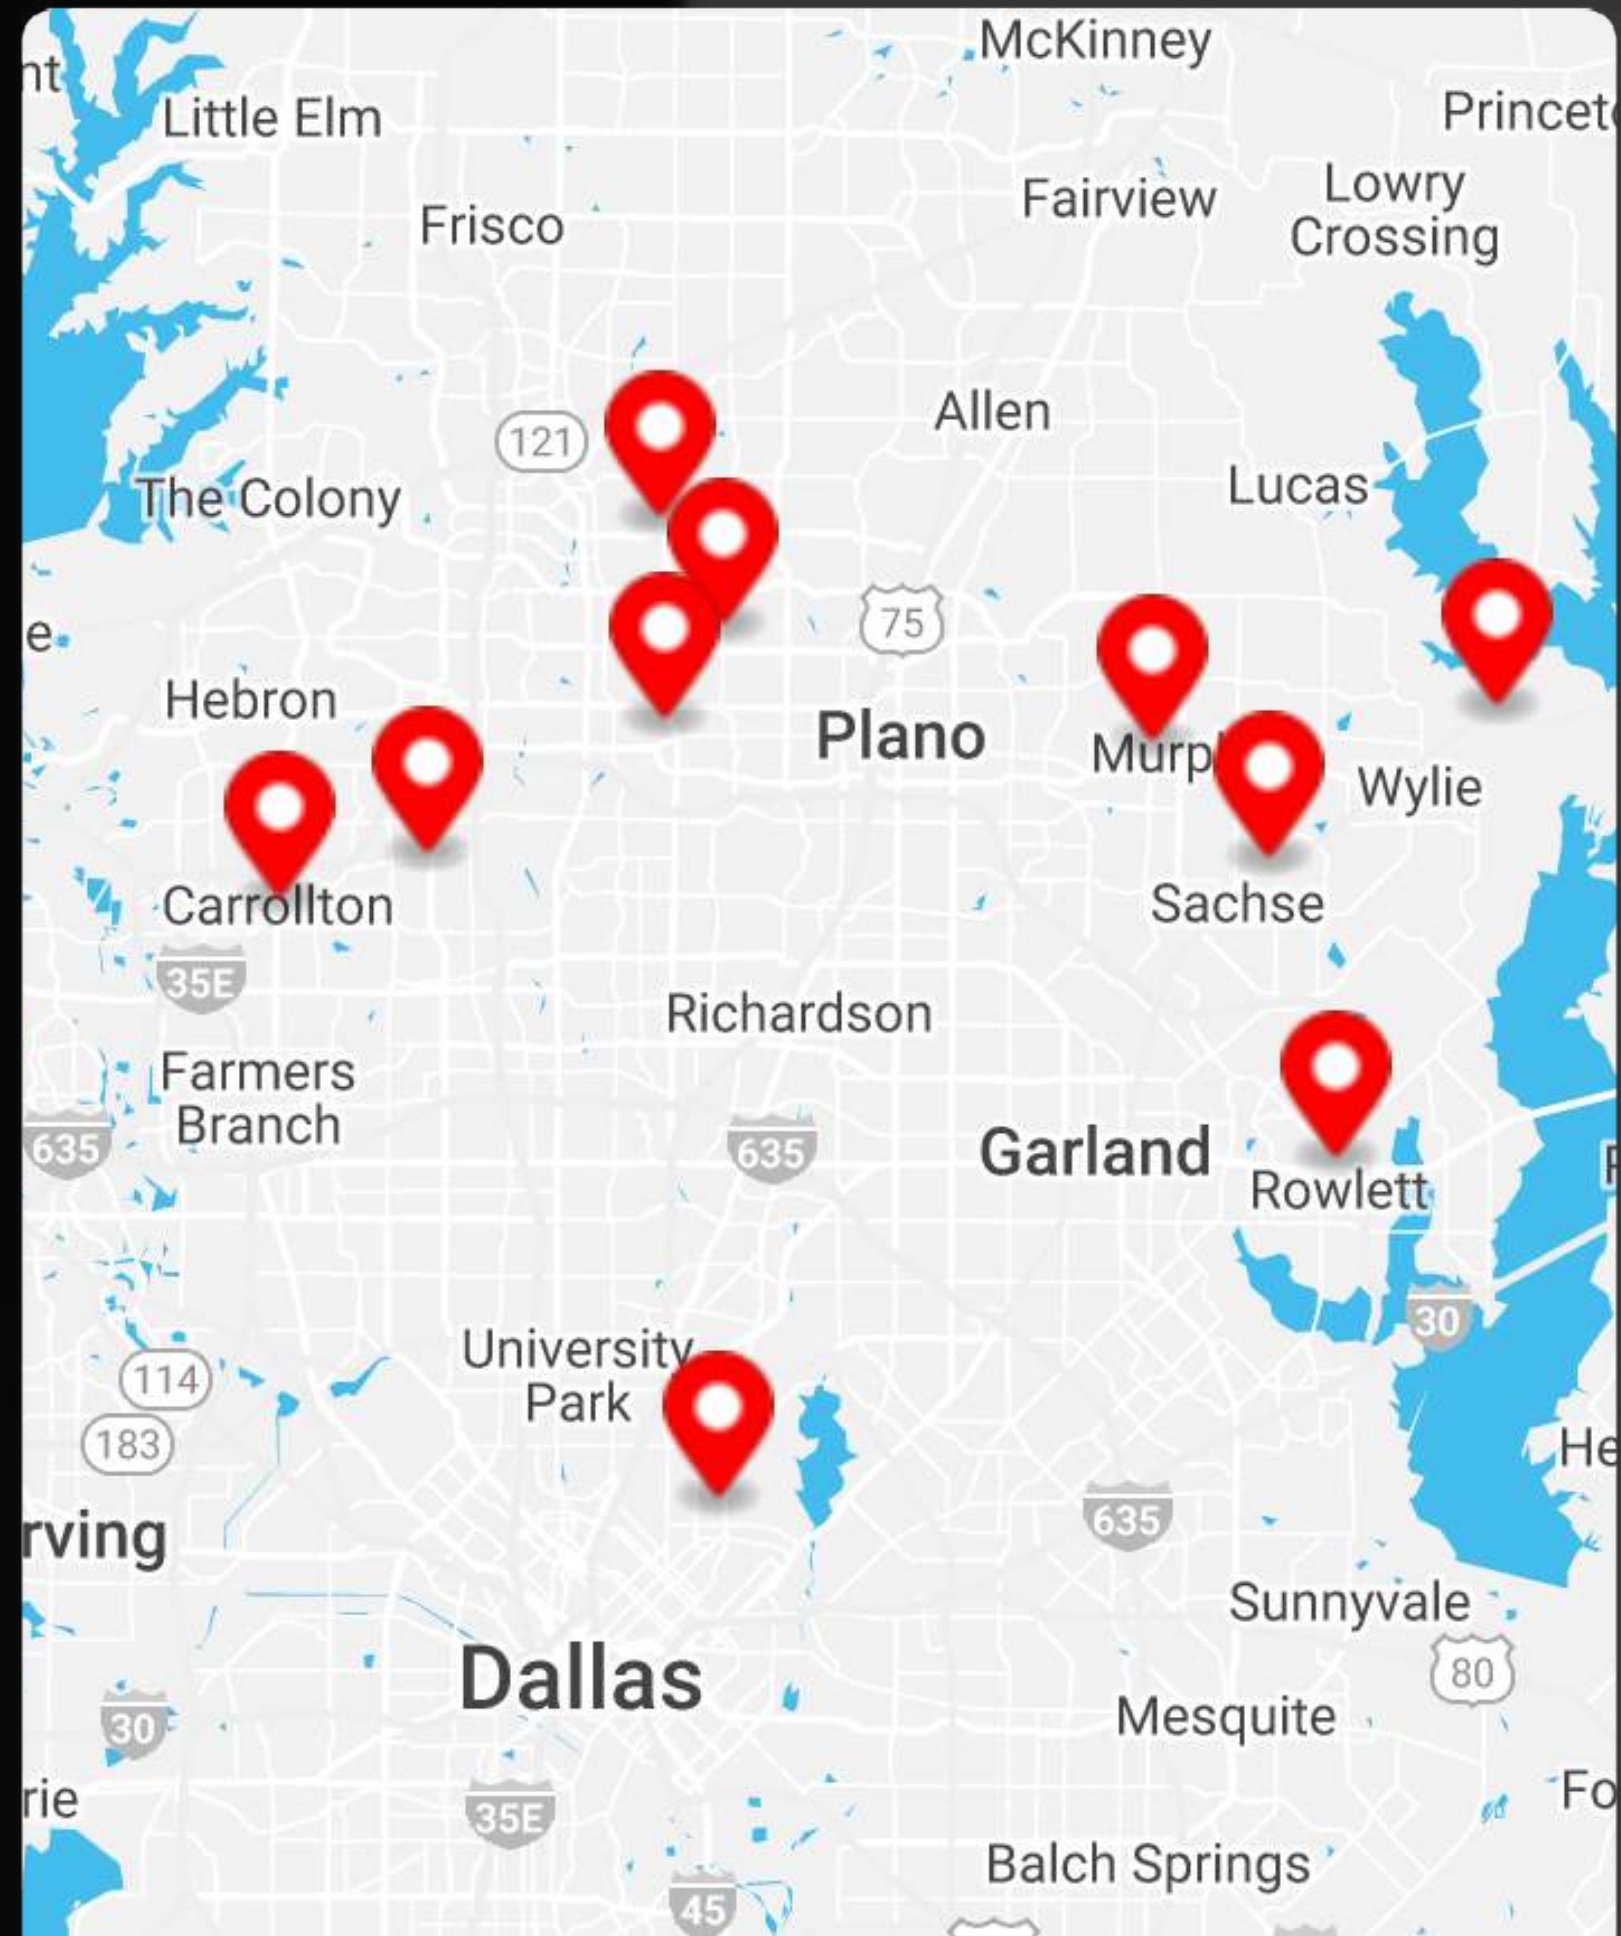 McKinney
nt
Little Elm
Princet
Lowry
Crossing
Fairview
Frisco
Allen
121
Lucas
The Colony
75
e
Hebron
Plano
Murp
Wylie
Carrollton
Sachse
35E
Richardson
Farmers
Branch
635
635
Garland
Rowlett
30
University
Park
114
183
He
rving
635
Sunnyvale
Dallas
80
Mesquite
30
rie
Fo
35E
Balch Springs
45